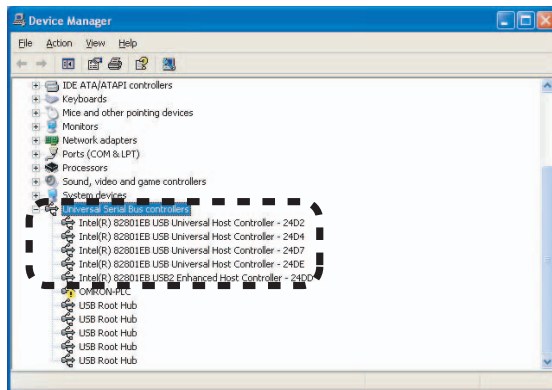 Device Manager
File Action View Help
IDE ATA/ATAPI controllers
Keyboards
Mice and other pointing devices
Monitors
Network adapters
Ports (COM & LPT)
Processors
Sound, video and game controllers
System devices
Universal Serial Bus controllers
Intel(R) 82801EB USB Universal Host Controller - 24D2
Intel(R) 82801EB USB Universal Host Controller - 24D4
Intel(R) 82801EB USB Universal Host Controller - 24D7
Intel(R) 82801EB USB Universal Host Controller - 24DE
Intel(R) 82801EB USB2 Enhanced Host Controller - 24DD
OMRON-PLC
USB Root Hub
USB Root Hub
USB Root Hub
USB Root Hub
USB Root Hub